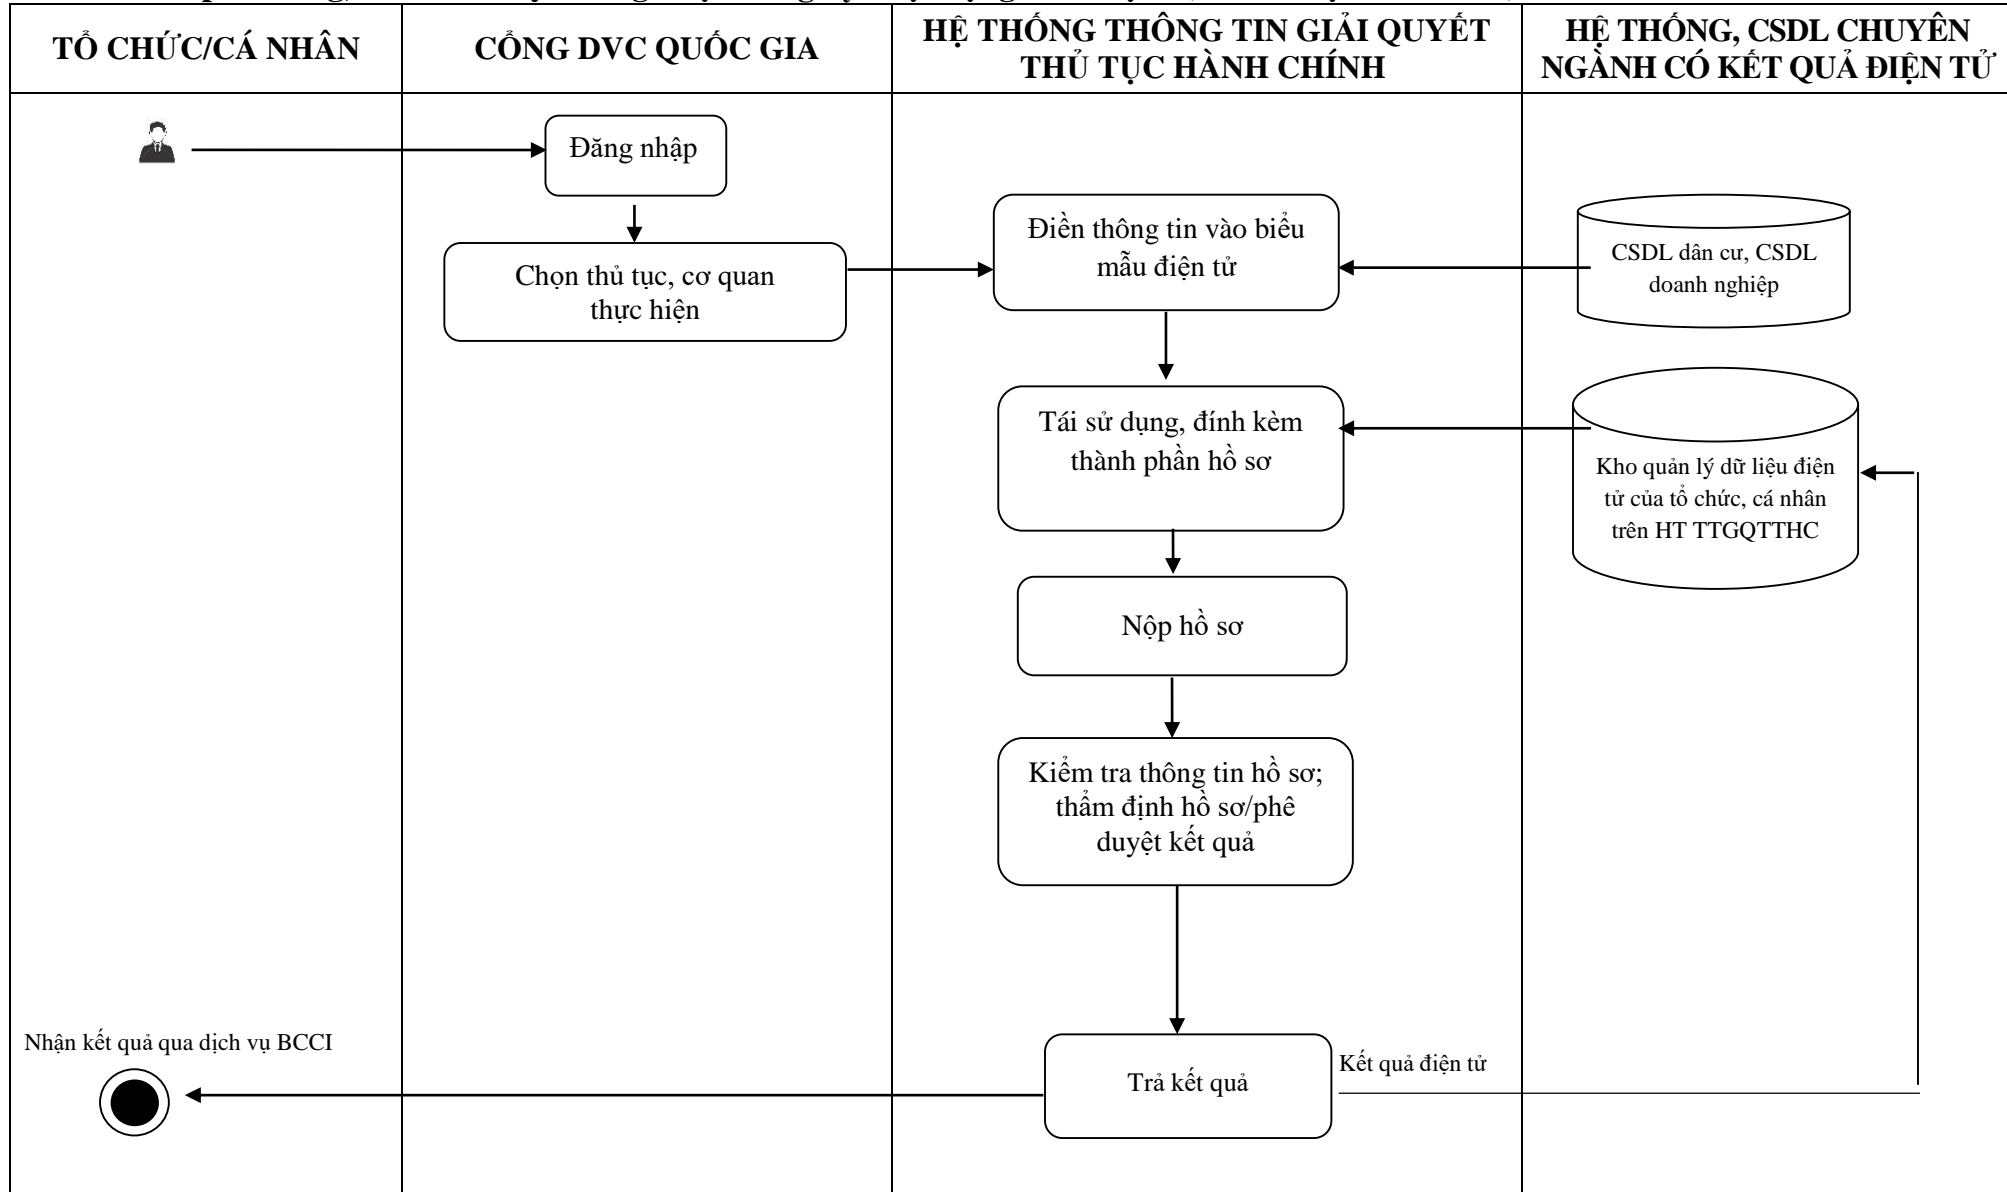 TỔ CHỨC/CÁ NHÂN
CỔNG DVC QUỐC GIA
HỆ THỐNG THÔNG TIN GIẢI QUYẾT
THỦ TỤC HÀNH CHÍNH
HỆ THỐNG, CSDL CHUYÊN
NGÀNH CÓ KẾT QUẢ ĐIỆN TỬ
Đăng nhập
Chọn thủ tục, cơ quan
thực hiện
Điền thông tin vào biểu
mẫu điện tử
CSDL dân cư, CSDL
doanh nghiệp
Tái sử dụng, đính kèm
thành phần hồ sơ
Kho quản lý dữ liệu điện
tử của tổ chức, cá nhân
trên HT TTGQTTHC
Nộp hồ sơ
Kiểm tra thông tin hồ sơ;
thẩm định hồ sơ/phê
duyệt kết quả
Nhận kết quả qua dịch vụ BCCI
Trả kết quả
Kết quả điện tử